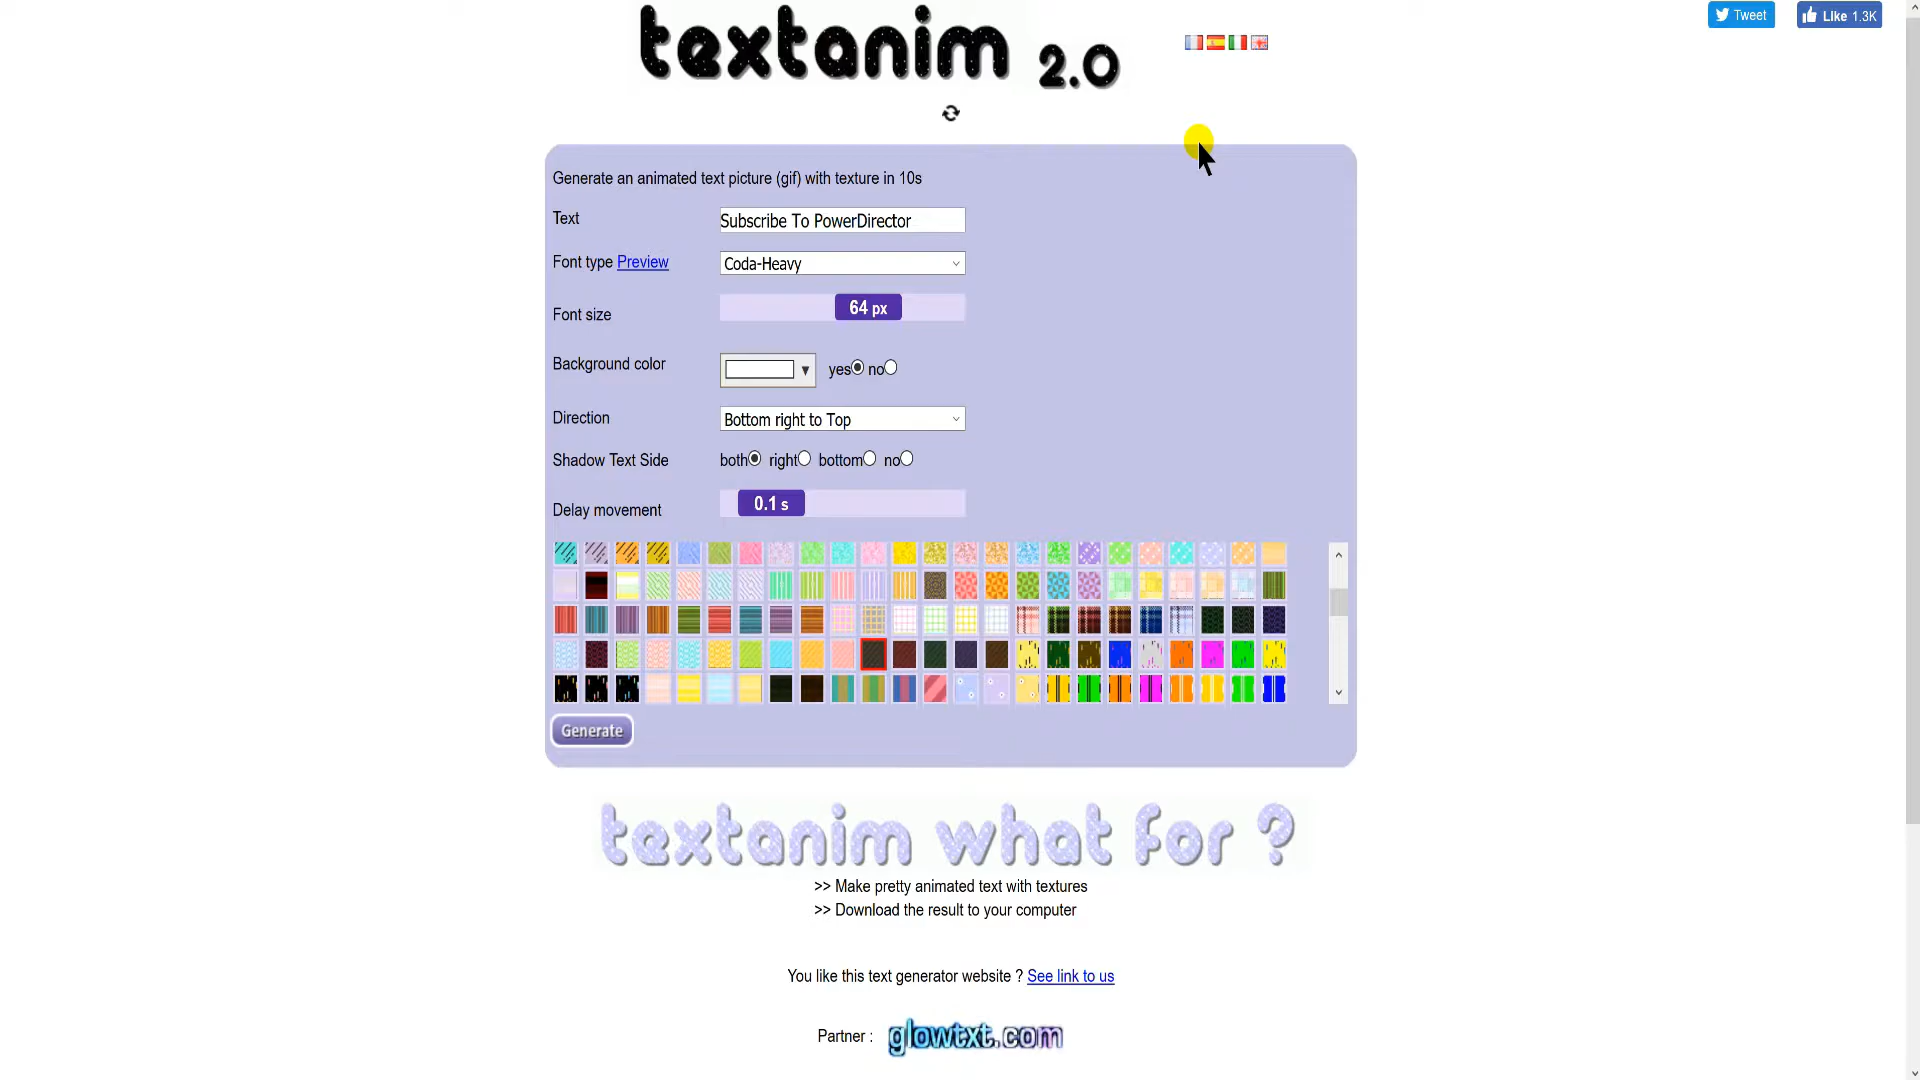 textanim 2.0
Tweet
Like 1.3K
Generate an animated text picture (gif) with texture in 10s
Text
Subscribe To PowerDirector
Font type Preview
Coda-Heavy
Font size
64 px
Background color
yes no
Direction
Bottom right to Top
Shadow Text Side
both right bottom no
Delay movement
0.1 s
Generate
textanim what for ?
>> Make pretty animated text with textures
>> Download the result to your computer
You like this text generator website ? See link to us
Partner : glowtxt.com